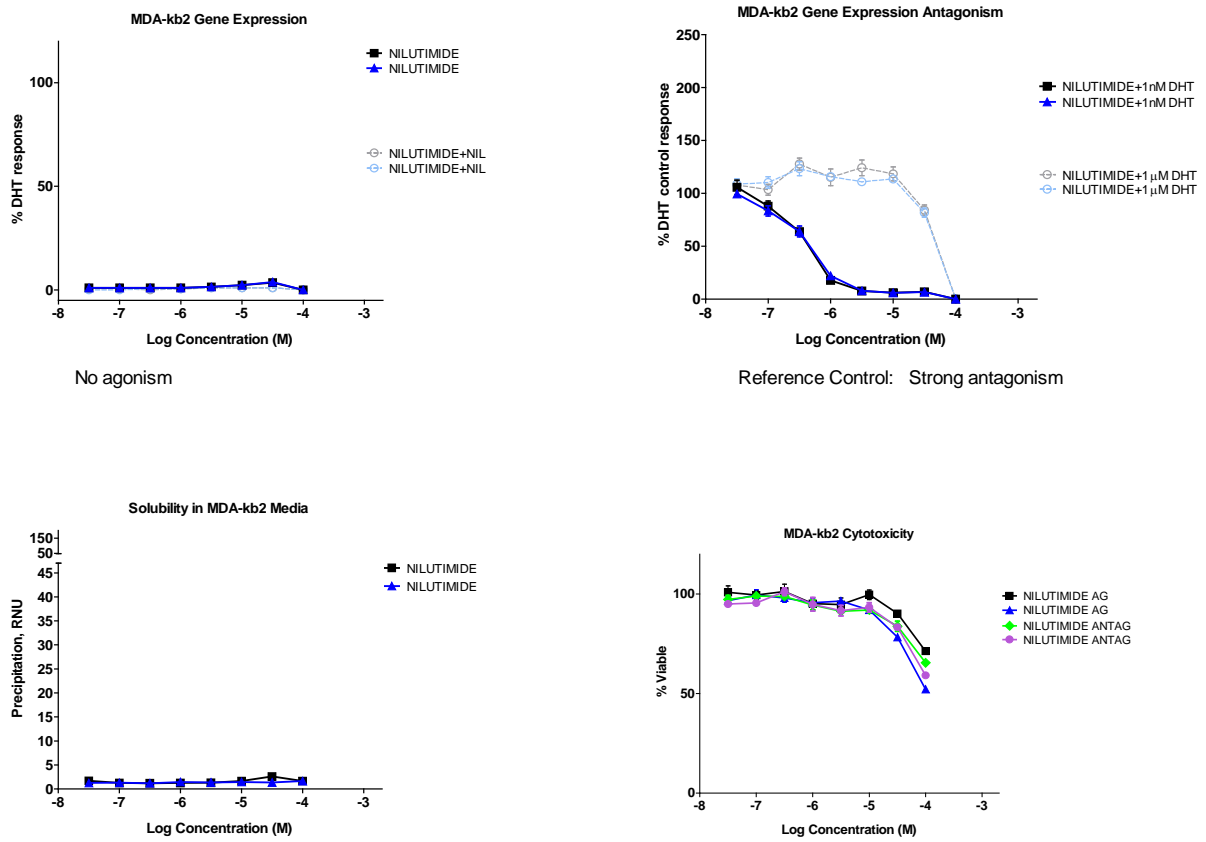 MDA-kb2 Gene Expression
100
50
0
% DHT response
-8 -7 -6 -5 -4 -3
Log Concentration (M)
NILUTIMIDE
NILUTIMIDE
NILUTIMIDE+NIL
NILUTIMIDE+NIL
No agonism
MDA-kb2 Gene Expression Antagonism
250
200
150
100
50
0
% DHT control response
-8 -7 -6 -5 -4 -3
Log Concentration (M)
NILUTIMIDE+1nM DHT
NILUTIMIDE+1nM DHT
NILUTIMIDE+1 μM DHT
NILUTIMIDE+1 μM DHT
Reference Control: Strong antagonism
Solubility in MDA-kb2 Media
150
50
45
40
35
30
25
20
15
10
5
0
Precipitation, RNU
-8 -7 -6 -5 -4 -3
Log Concentration (M)
NILUTIMIDE
NILUTIMIDE
MDA-kb2 Cytotoxicity
100
50
0
% Viable
-8 -7 -6 -5 -4 -3
Log Concentration (M)
NILUTIMIDE AG
NILUTIMIDE AG
NILUTIMIDE ANTAG
NILUTIMIDE ANTAG